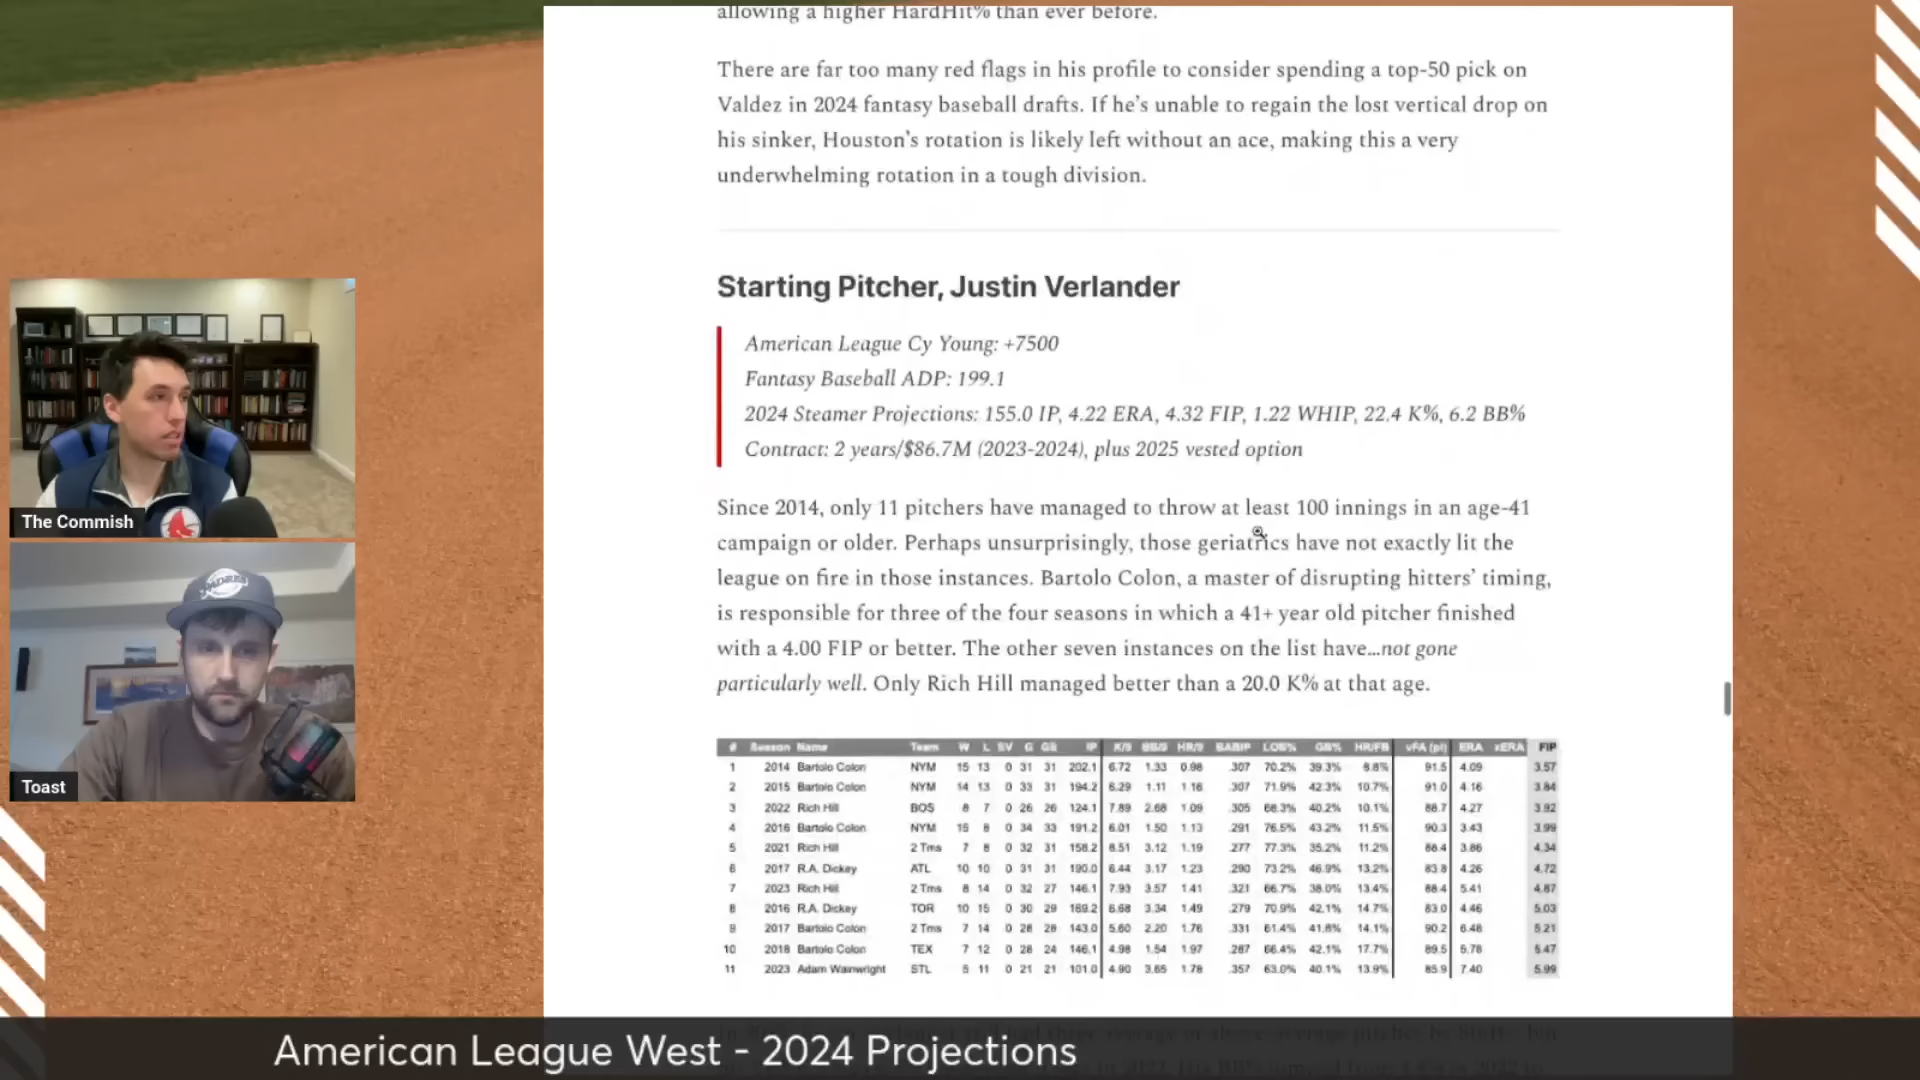 allowing a higher HardHit% than ever before.
There are far too many red flags in his profile to consider spending a top-50 pick on
Valdez in 2024 fantasy baseball drafts. If he's unable to regain the lost vertical drop on
his sinker, Houston's rotation is likely left without an ace, making this a very
underwhelming rotation in a tough division.
Starting Pitcher, Justin Verlander
American League Cy Young: +7500
Fantasy Baseball ADP: 199.1
2024 Steamer Projections: 155.0 IP, 4.22 ERA, 4.32 FIP, 1.22 WHIP, 22.4 K%, 6.2 BB%
Contract: 2 years/$86.7M (2023-2024), plus 2025 vested option
Since 2014, only 11 pitchers have managed to throw at least 100 innings in an age-41
campaign or older. Perhaps unsurprisingly, those geriatrics have not exactly lit the
league on fire in those instances. Bartolo Colon, a master of disrupting hitters' timing,
is responsible for three of the four seasons in which a 41+ year old pitcher finished
with a 4.00 FIP or better. The other seven instances on the list have...not gone
particularly well. Only Rich Hill managed better than a 20.0 K% at that age.
# Season Name Team W L SV G GS IP K/9 BB/9 HR/9 BABIP LOB% GB% HR/FB vFA (pi) ERA xERA FIP
1 2014 Bartolo Colon NYM 15 13 0 31 31 202.1 6.72 1.33 0.98 .307 70.2% 39.3% 8.8% 91.5 4.09 3.57
2 2015 Bartolo Colon NYM 14 13 0 33 31 194.2 6.29 1.11 1.16 .307 71.9% 42.3% 10.7% 91.0 4.16 3.84
3 2022 Rich Hill BOS 8 7 0 26 26 124.1 7.89 2.68 1.09 .305 68.3% 40.2% 10.1% 88.7 4.27 3.92
4 2016 Bartolo Colon NYM 15 8 0 34 33 191.2 6.01 1.50 1.13 .291 76.5% 43.2% 11.5% 90.3 3.43 3.99
5 2021 Rich Hill 2 Tms 7 8 0 32 31 158.2 8.51 3.12 1.19 .277 77.3% 35.2% 11.2% 88.4 3.86 4.34
6 2017 R.A. Dickey ATL 10 10 0 31 31 190.0 6.44 3.17 1.23 .290 73.2% 46.9% 13.2% 83.8 4.26 4.72
7 2023 Rich Hill 2 Tms 8 14 0 32 27 146.1 7.93 3.57 1.41 .321 66.7% 38.0% 13.4% 88.4 5.41 4.87
8 2016 R.A. Dickey TOR 10 15 0 30 29 169.2 6.68 3.34 1.49 .279 70.9% 42.1% 14.7% 83.0 4.46 5.03
9 2017 Bartolo Colon 2 Tms 7 14 0 28 28 143.0 5.60 2.20 1.76 .331 61.4% 41.8% 14.1% 90.2 6.48 5.21
10 2018 Bartolo Colon TEX 7 12 0 28 24 146.1 4.98 1.54 1.97 .287 66.4% 42.1% 17.7% 89.5 5.78 5.47
11 2023 Adam Wainwright STL 5 11 0 21 21 101.0 4.90 3.65 1.78 .357 63.0% 40.1% 13.9% 85.9 7.40 5.99
The Commish
PADRES
Toast
American League West - 2024 Projections